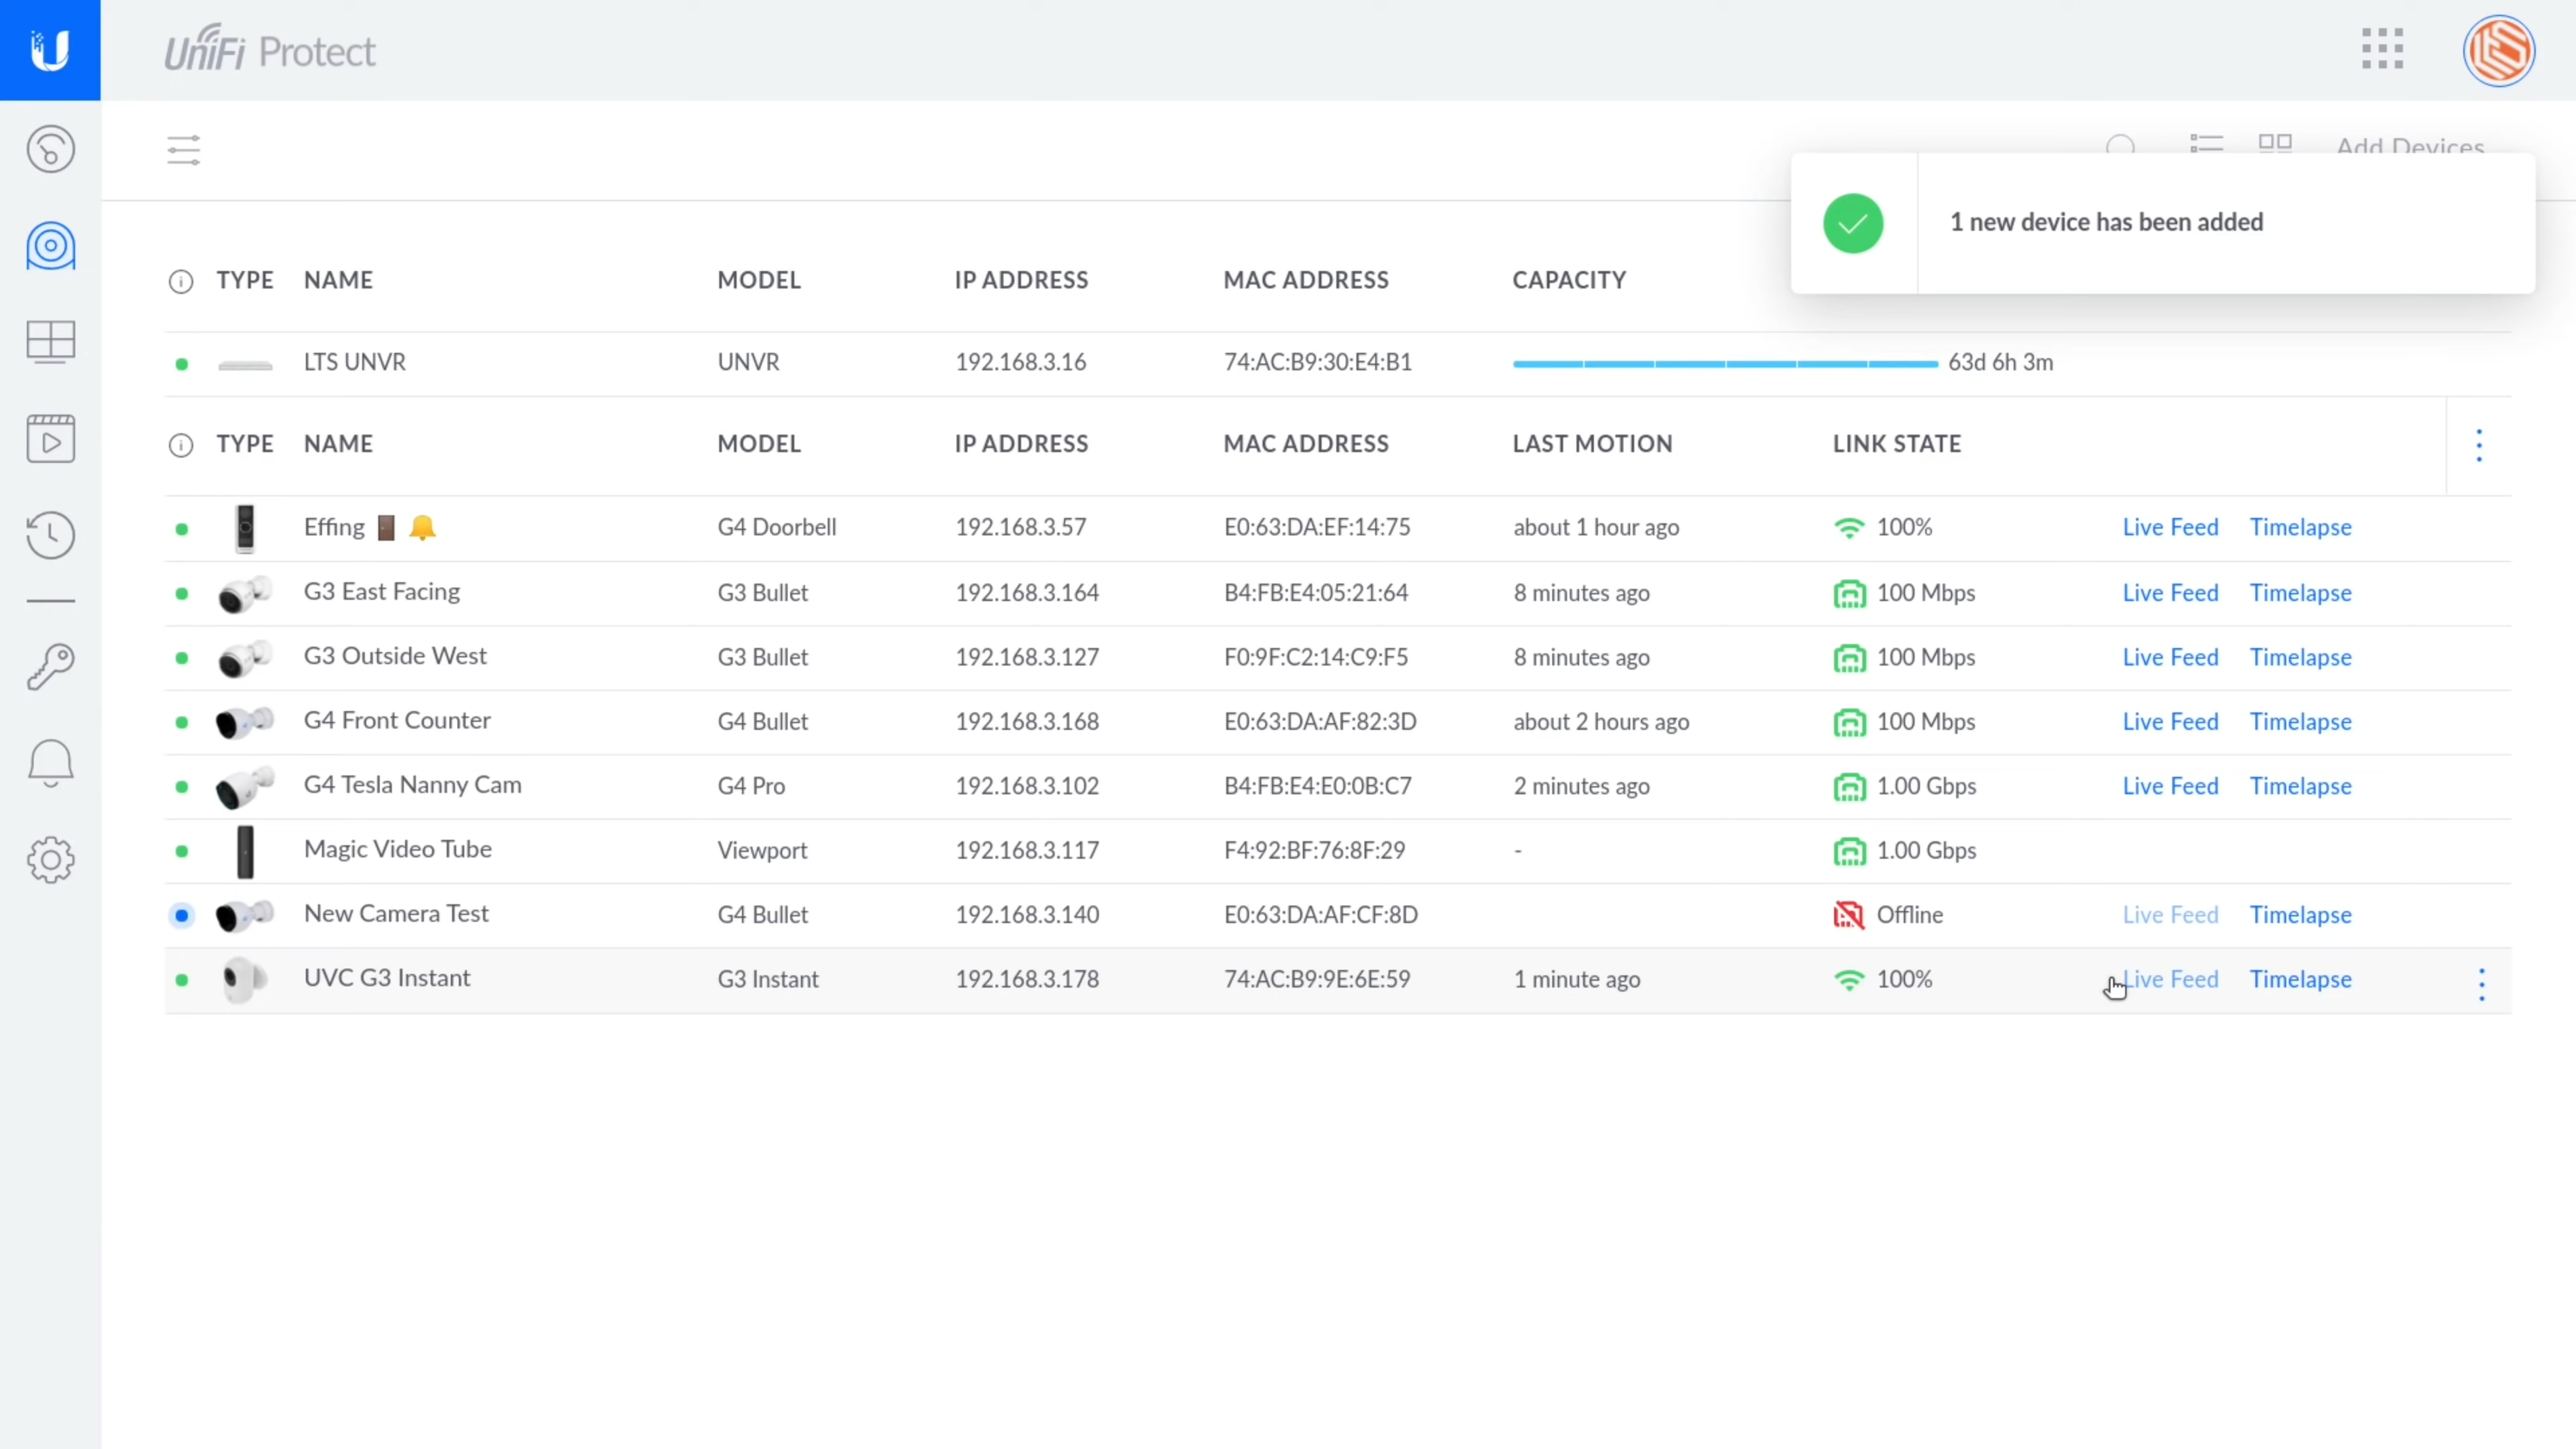 UniFi Protect
Add Devices
1 new device has been added
TYPE NAME MODEL IP ADDRESS MAC ADDRESS CAPACITY
LTS UNVR UNVR 192.168.3.16 74:AC:B9:30:E4:B1 63d 6h 3m
TYPE NAME MODEL IP ADDRESS MAC ADDRESS LAST MOTION LINK STATE
Effing 🚪 🔔 G4 Doorbell 192.168.3.57 E0:63:DA:EF:14:75 about 1 hour ago 100% Live Feed Timelapse
G3 East Facing G3 Bullet 192.168.3.164 B4:FB:E4:05:21:64 8 minutes ago 100 Mbps Live Feed Timelapse
G3 Outside West G3 Bullet 192.168.3.127 F0:9F:C2:14:C9:F5 8 minutes ago 100 Mbps Live Feed Timelapse
G4 Front Counter G4 Bullet 192.168.3.168 E0:63:DA:AF:82:3D about 2 hours ago 100 Mbps Live Feed Timelapse
G4 Tesla Nanny Cam G4 Pro 192.168.3.102 B4:FB:E4:E0:0B:C7 2 minutes ago 1.00 Gbps Live Feed Timelapse
Magic Video Tube Viewport 192.168.3.117 F4:92:BF:76:8F:29 - 1.00 Gbps
New Camera Test G4 Bullet 192.168.3.140 E0:63:DA:AF:CF:8D Offline Live Feed Timelapse
UVC G3 Instant G3 Instant 192.168.3.178 74:AC:B9:9E:6E:59 1 minute ago 100% Live Feed Timelapse